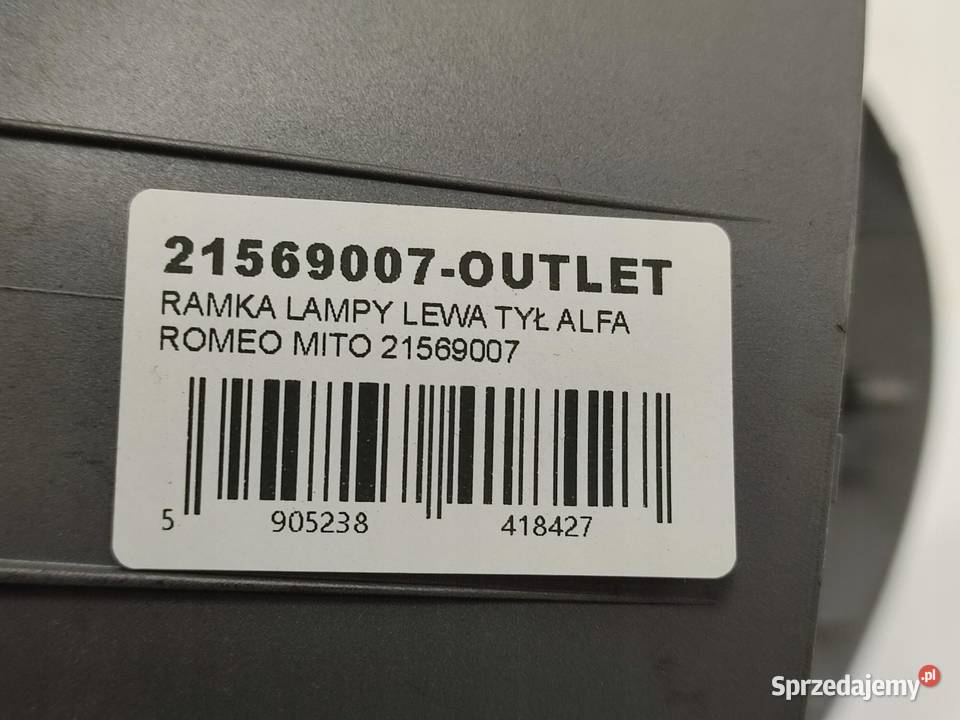 21569007-OUTLET
RAMKA LAMPY LEWA TYŁ ALFA
ROMEO MITO 21569007
5 905238 418427
Sprzedajemy.pl